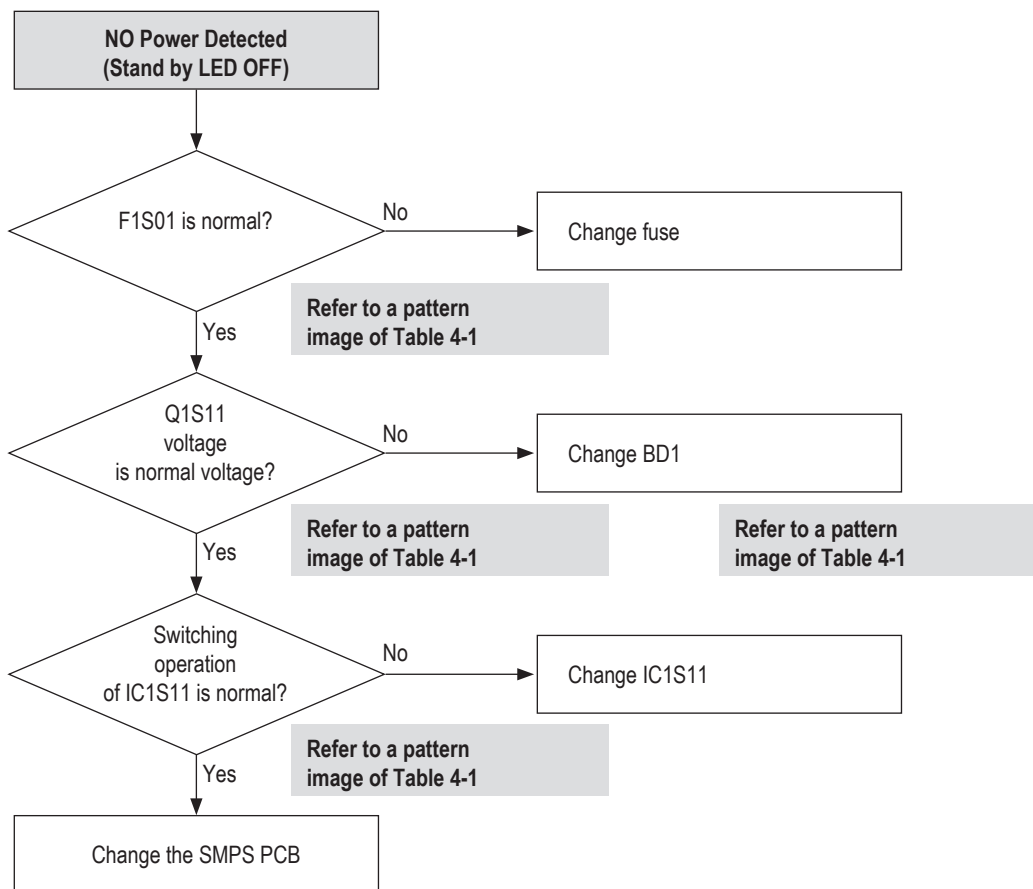 NO Power Detected
(Stand by LED OFF)
F1S01 is normal?
No
Change fuse
Refer to a pattern
image of Table 4-1
Yes
Q1S11
voltage
is normal voltage?
No
Change BD1
Refer to a pattern
image of Table 4-1
Refer to a pattern
image of Table 4-1
Yes
Switching
operation
of IC1S11 is normal?
No
Change IC1S11
Refer to a pattern
image of Table 4-1
Yes
Change the SMPS PCB